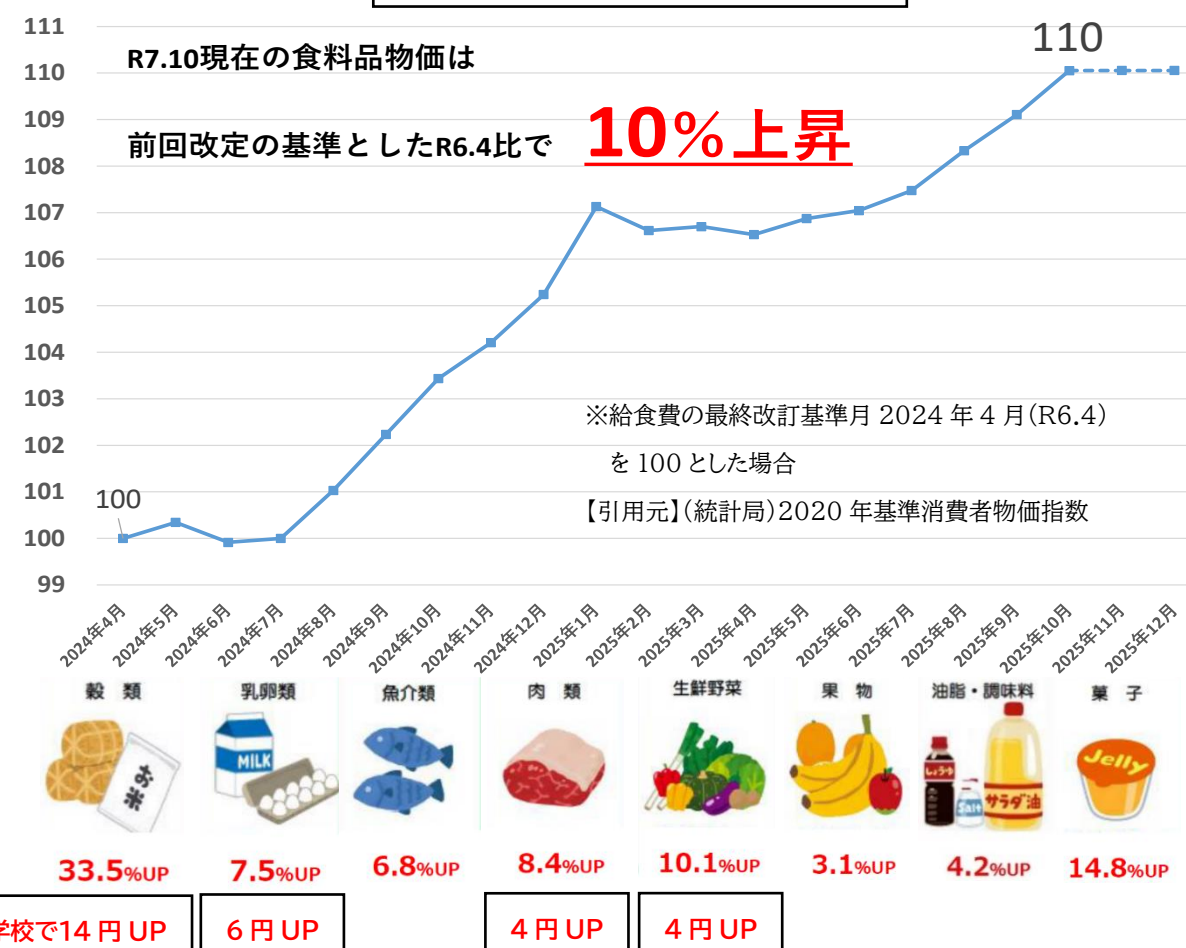 111
110
109
108
107
106
105
104
103
102
101
100
99
R7.10現在の食料品物価は
前回改定の基準としたR6.4比で 10%上昇
100
110
※給食費の最終改訂基準月 2024 年 4 月(R6.4)
を 100 とした場合
【引用元】(統計局)2020 年基準消費者物価指数
2024年4月
2024年5月
2024年6月
2024年7月
2024年8月
2024年9月
2024年10月
2024年11月
2024年12月
2025年1月
2025年2月
2025年3月
2025年4月
2025年5月
2025年6月
2025年7月
2025年8月
2025年9月
2025年10月
2025年11月
2025年12月
穀 類 乳卵類 魚介類 肉 類 生鮮野菜 果 物 油脂・調味料 菓 子
お米
MILK
しょうゆ
Salt
サラダ油
Jelly
33.5%UP 7.5%UP 6.8%UP 8.4%UP 10.1%UP 3.1%UP 4.2%UP 14.8%UP
学校で14 円 UP 6 円 UP 4 円 UP 4 円 UP